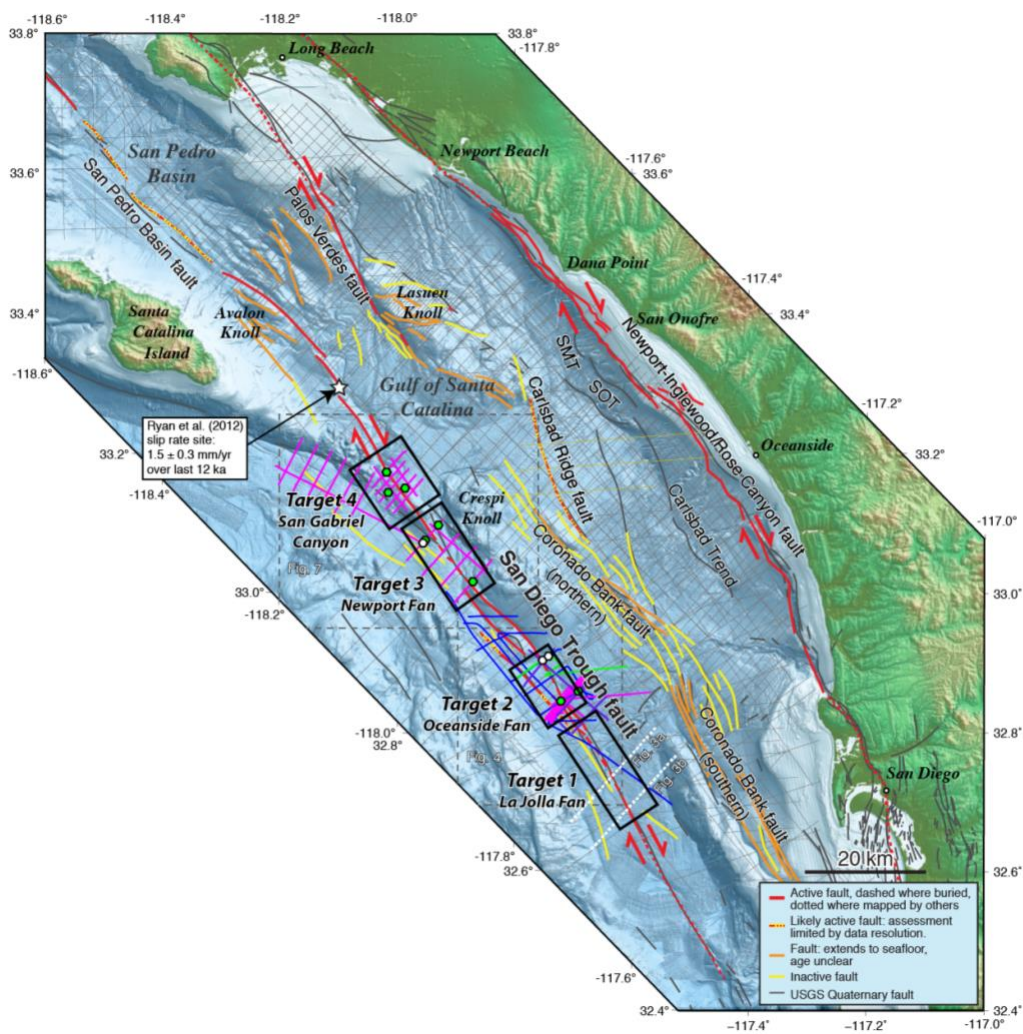 -118.6°
-118.4°
-118.2°
-118.0°
33.8°
33.8°
-117.8°
Long Beach
San Pedro
Basin
Newport Beach
-117.6°
33.6°
33.6°
San Pedro Basin fault
Palos Verdes fault
Dana Point
-117.4°
Lasuen
Knoll
Avalon
Knoll
Santa
Catalina
Island
33.4°
33.4°
San Onofre
-118.6°
SMT
SOT
Newport-Inglewood/Rose Canyon fault
Gulf of Santa
Catalina
Carlsbad Ridge fault
-117.2°
Ryan et al. (2012)
slip rate site:
1.5 ± 0.3 mm/yr
over last 12 ka
Oceanside
33.2°
33.2°
-118.4°
Target 4
San Gabriel
Canyon
Crespi
Knoll
Carlsbad Trend
-117.0°
Coronado Bank fault
(northern)
Fig. 7
Target 3
Newport Fan
San Diego Trough fault
33.0°
33.0°
-118.2°
Target 2
Oceanside Fan
-118.0°
32.8°
32.8°
Fig. 4
Fig. 3a
Fig. 3b
Coronado Bank fault
(southern)
San Diego
Target 1
La Jolla Fan
-117.8°
32.6°
32.6°
20 km
Active fault, dashed where buried,
dotted where mapped by others
Likely active fault: assessment
limited by data resolution.
Fault: extends to seafloor,
age unclear
Inactive fault
USGS Quaternary fault
-117.6°
32.4°
32.4°
-117.4°
-117.2°
-117.0°